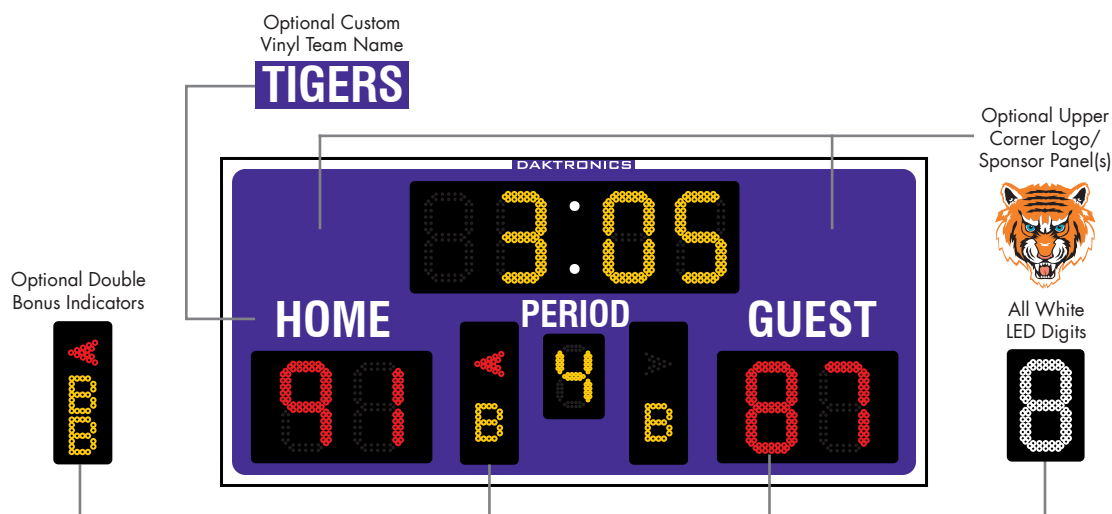 Optional Custom
Vinyl Team Name
TIGERS
Optional Upper
Corner Logo/
Sponsor Panel(s)
DAKTRONICS
3:05
Optional Double
Bonus Indicators
HOME
PERIOD
GUEST
All White
LED Digits
B
B
91
B
4
B
87
8